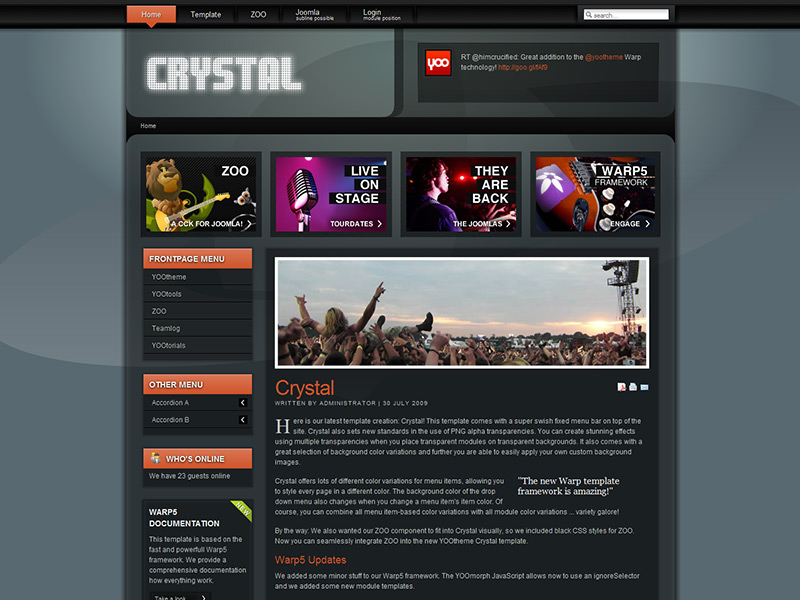 Home
Template
ZOO
Joomla
subline possible
Login
module position
search...
CRYSTAL
yoo
RT @himcrucified: Great addition to the @yootheme Warp
technology! http://goo.gl/fAf9
Home
ZOO
A CCK FOR JOOMLA!
LIVE
ON
STAGE
TOURDATES
THEY
ARE
BACK
THE JOOMLAS
WARP5
FRAMEWORK
ENGAGE
FRONTPAGE MENU
YOOtheme
YOOtools
ZOO
Teamlog
YOOtorials
OTHER MENU
Accordion A
Accordion B
WHO'S ONLINE
We have 23 guests online
NEW
WARP5
DOCUMENTATION
This template is based on the
fast and powerfull Warp5
framework. We provide a
comprehensive documentation
how everything work.
Take a look
Crystal
WRITTEN BY ADMINISTRATOR | 30 JULY 2009
Here is our latest template creation: Crystal! This template comes with a super swish fixed menu bar on top of the
site. Crystal also sets new standards in the use of PNG alpha transparencies. You can create stunning effects
using multiple transparencies when you place transparent modules on transparent backgrounds. It also comes with a
great selection of background color variations and further you are able to easily apply your own custom background
images.
Crystal offers lots of different color variations for menu items, allowing you
to style every page in a different color. The background color of the drop
down menu also changes when you change a menu item's item color. Of
course, you can combine all menu item-based color variations with all module color variations ... variety galore!
"The new Warp template
framework is amazing!"
By the way: We also wanted our ZOO component to fit into Crystal visually, so we included black CSS styles for ZOO.
Now you can seamlessly integrate ZOO into the new YOOtheme Crystal template.
Warp5 Updates
We added some minor stuff to our Warp5 framework. The YOOmorph JavaScript allows now to use an ignoreSelector
and we added some new module templates.